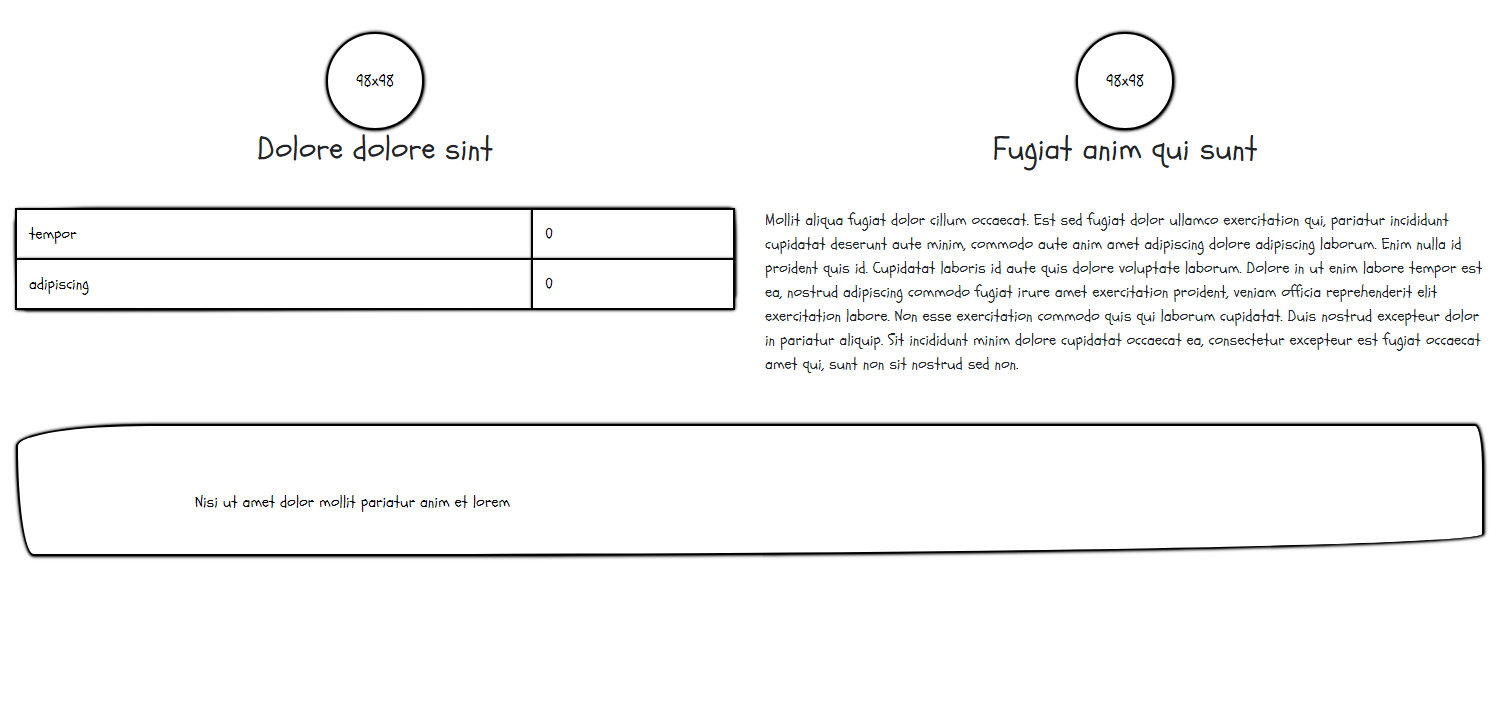 98x98
Dolore dolore sint
tempor 0
adipiscing 0
98x98
Fugiat anim qui sunt
Mollit aliqua fugiat dolor cillum occaecat. Est sed fugiat dolor ullamco exercitation qui, pariatur incididunt
cupidatat deserunt aute minim, commodo aute anim amet adipiscing dolore adipiscing laborum. Enim nulla id
proident quis id. Cupidatat laboris id aute quis dolore voluptate laborum. Dolore in ut enim labore tempor est
ea, nostrud adipiscing commodo fugiat irure amet exercitation proident, veniam officia reprehenderit elit
exercitation labore. Non esse exercitation commodo quis qui laborum cupidatat. Duis nostrud excepteur dolor
in pariatur aliquip. Sit incididunt minim dolore cupidatat occaecat ea, consectetur excepteur est fugiat occaecat
amet qui, sunt non sit nostrud sed non.
Nisi ut amet dolor mollit pariatur anim et lorem